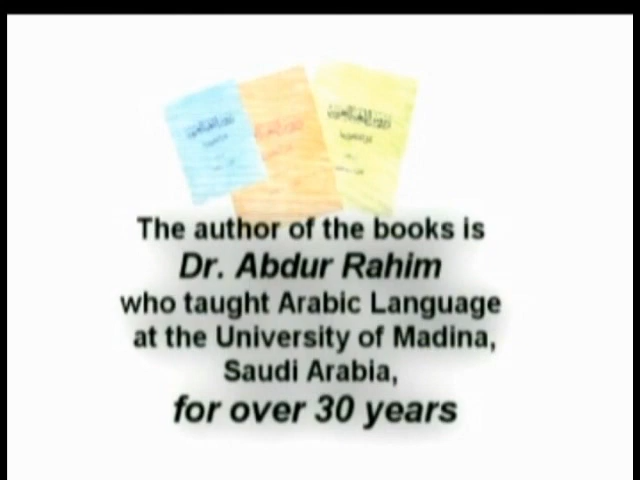 The author of the books is
Dr. Abdur Rahim
who taught Arabic Language
at the University of Madina,
Saudi Arabia,
for over 30 years